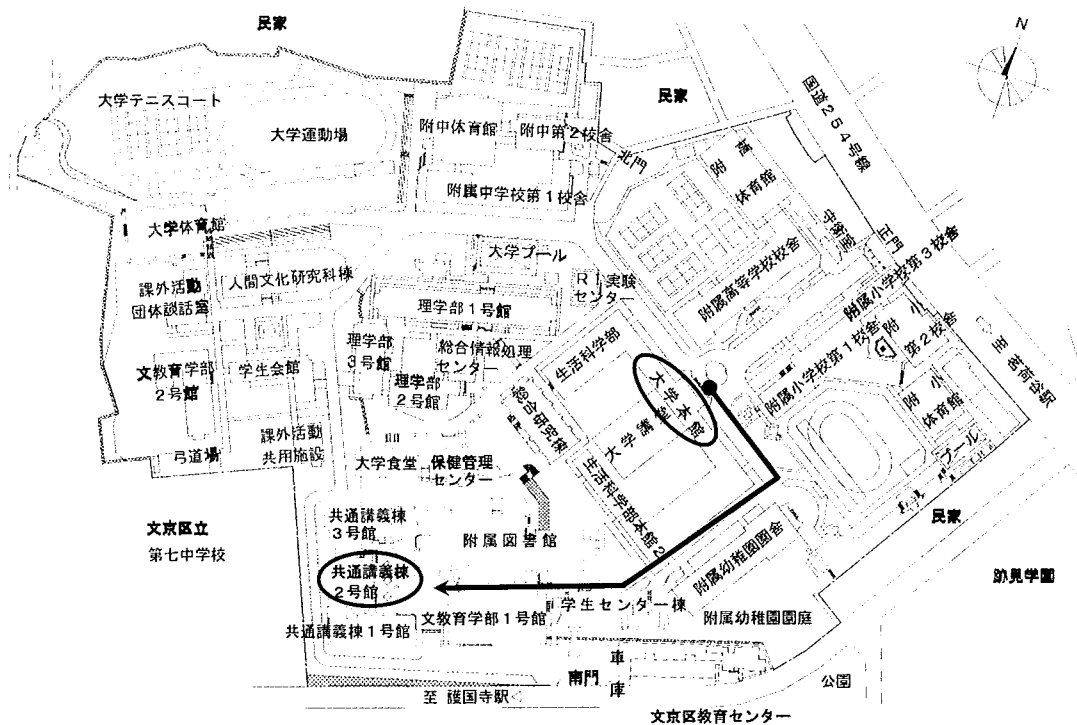 民家
N
大学テニスコート
大学運動場
附中体育館
附中第2校舎
民家
国道254号線
北門
附高
体育館
附属中学校第1校舎
守衛室
正門
大学体育館
大学プール
附属小学校第3校舎
課外活動
団体談話室
人間文化研究科棟
RI実験
センター
附属高等学校校舎
理学部1号館
附小
第2校舎
至茗荷谷駅
理学部
3号館
総合情報処理
センター
生活科学部
附属小学校第1校舎
文教育学部
2号館
学生会館
理学部
2号館
大学本館
附小
体育館
総合研究棟
大学講堂
弓道場
課外活動
共用施設
大学食堂
保健管理
センター
生活科学部本館2
プール
文京区立
第七中学校
共通講義棟
3号館
附属図書館
民家
共通講義棟
2号館
附属幼稚園園舎
跡見学園
共通講義棟1号館
文教育学部1号館
学生センター棟
附属幼稚園園庭
南門
車
庫
公園
至 護国寺駅
文京区教育センター